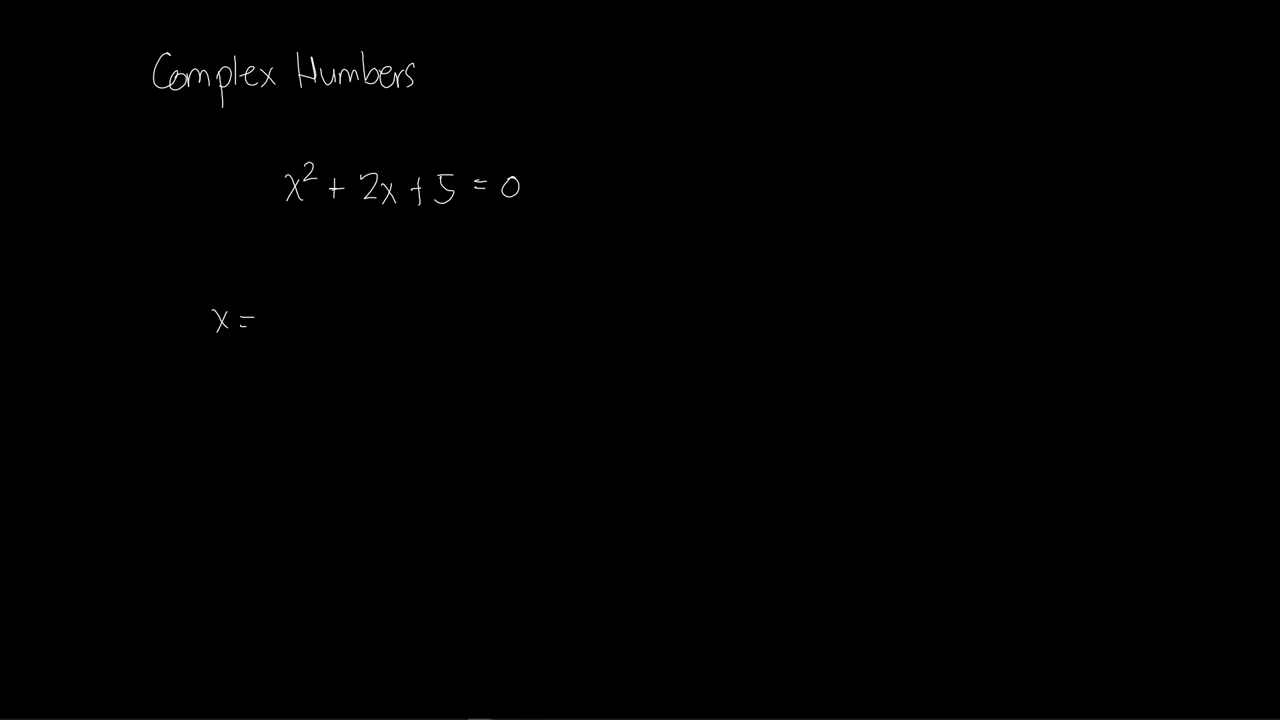 Complex Numbers
x² + 2x + 5 = 0
x =